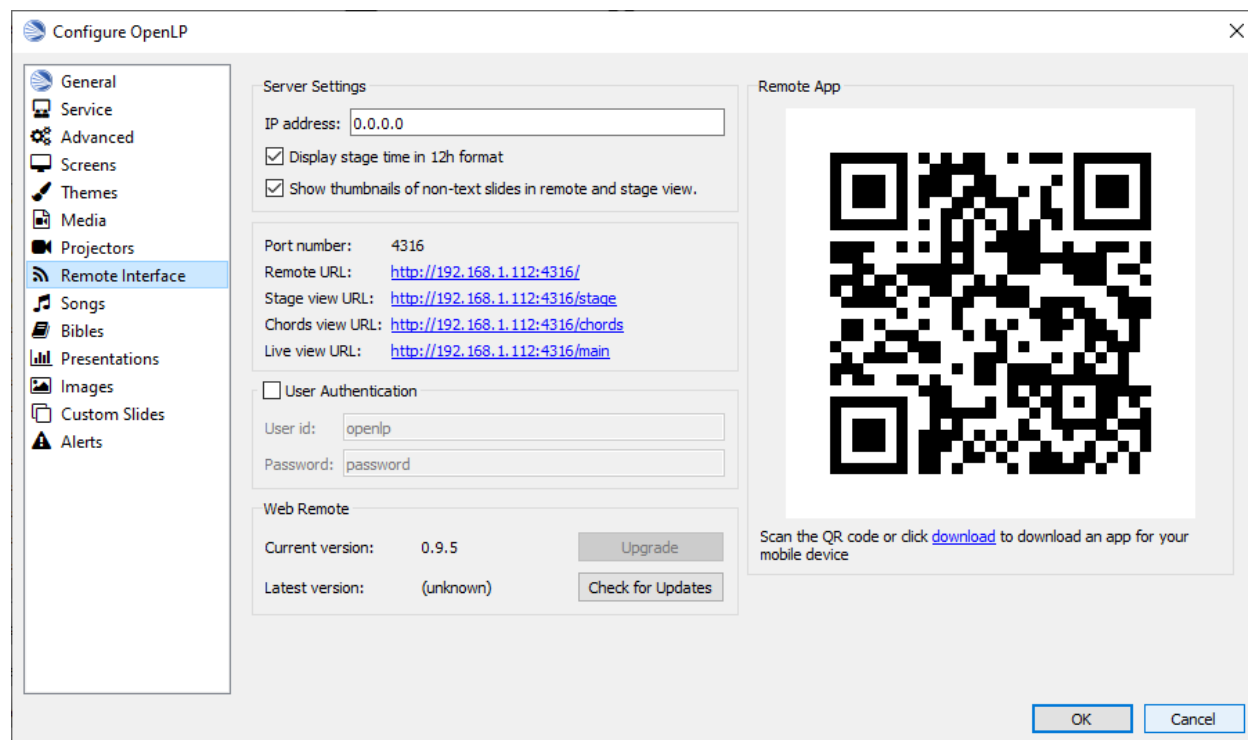 Configure OpenLP
General
Service
Advanced
Screens
Themes
Media
Projectors
Remote Interface
Songs
Bibles
Presentations
Images
Custom Slides
Alerts
Server Settings
IP address: 0.0.0.0
Display stage time in 12h format
Show thumbnails of non-text slides in remote and stage view.
Port number: 4316
Remote URL: http://192.168.1.112:4316/
Stage view URL: http://192.168.1.112:4316/stage
Chords view URL: http://192.168.1.112:4316/chords
Live view URL: http://192.168.1.112:4316/main
User Authentication
User id: openlp
Password: password
Web Remote
Current version: 0.9.5 Upgrade
Latest version: (unknown) Check for Updates
Remote App
Scan the QR code or click download to download an app for your
mobile device
OK Cancel